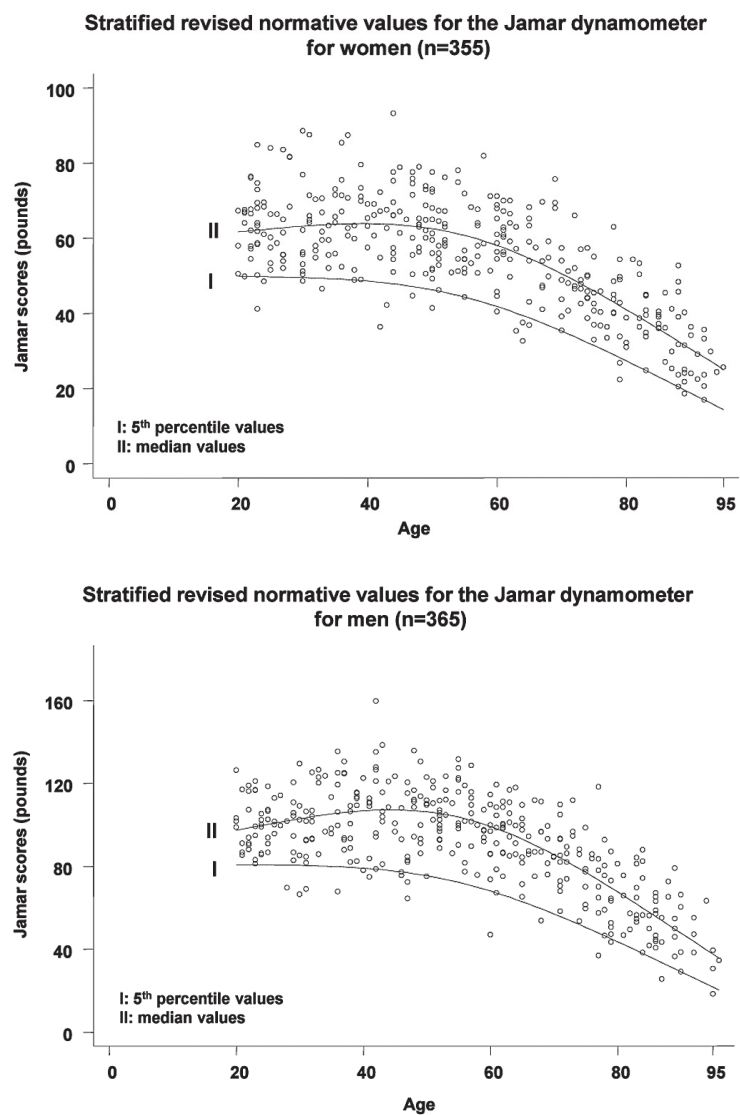 Stratified revised normative values for the Jamar dynamometer
for women (n=355)
100
80
60
40
20
0
Jamar scores (pounds)
II
I
I: 5th percentile values
II: median values
0 20 40 60 80 95
Age
Stratified revised normative values for the Jamar dynamometer
for men (n=365)
160
120
80
40
0
Jamar scores (pounds)
II
I
I: 5th percentile values
II: median values
0 20 40 60 80 95
Age